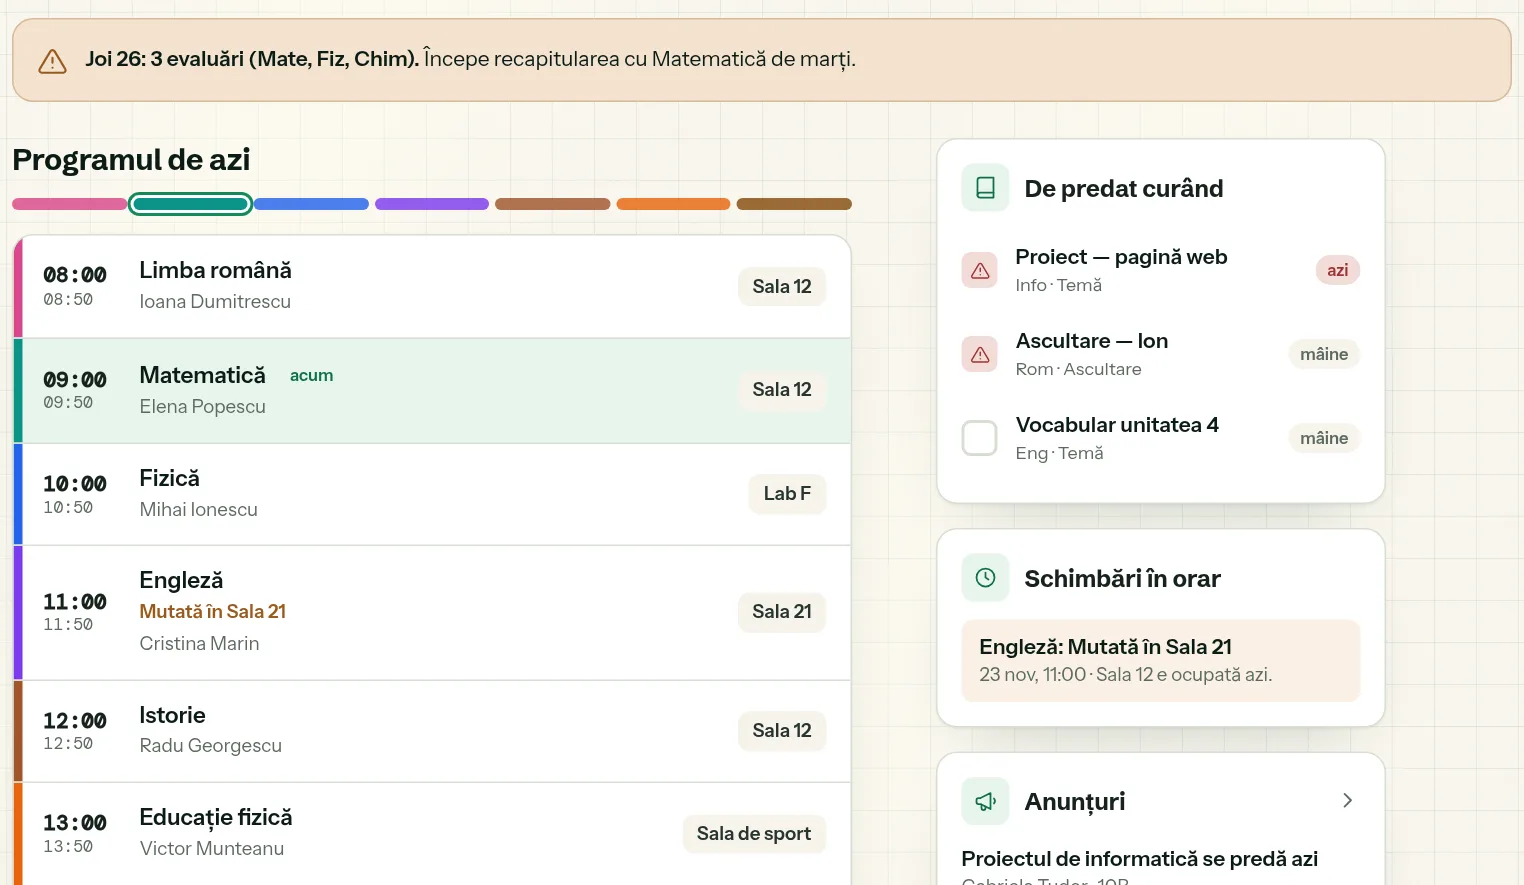 Joi 26: 3 evaluări (Mate, Fiz, Chim). Începe recapitularea cu Matematică de marți.
Programul de azi
08:00
08:50
Limba română
Ioana Dumitrescu
Sala 12
09:00
09:50
Matematică acum
Elena Popescu
Sala 12
10:00
10:50
Fizică
Mihai Ionescu
Lab F
11:00
11:50
Engleză
Mutată în Sala 21
Cristina Marin
Sala 21
12:00
12:50
Istorie
Radu Georgescu
Sala 12
13:00
13:50
Educație fizică
Victor Munteanu
Sala de sport
De predat curând
Proiect — pagină web
Info · Temă
azi
Ascultare — Ion
Rom · Ascultare
mâine
Vocabular unitatea 4
Eng · Temă
mâine
Schimbări în orar
Engleză: Mutată în Sala 21
23 nov, 11:00 · Sala 12 e ocupată azi.
Anunțuri
Proiectul de informatică se predă azi
Gabriela Tudor · 10B